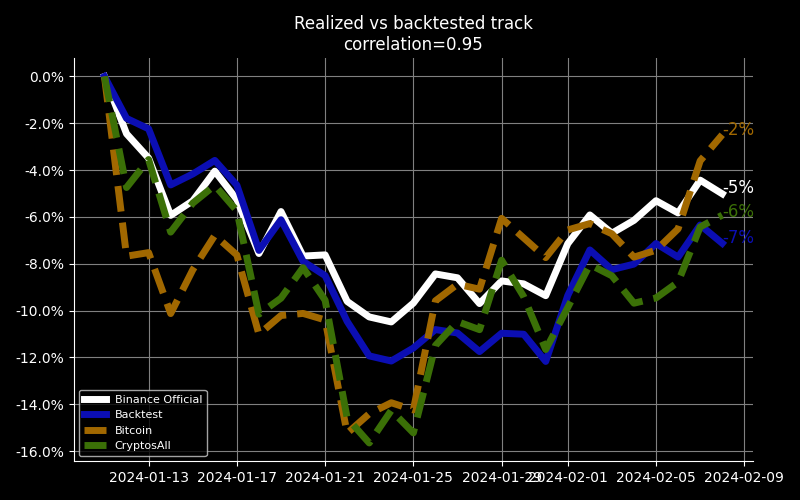 Realized vs backtested track
correlation=0.95
0.0%
-2.0%
-4.0%
-6.0%
-8.0%
-10.0%
-12.0%
-14.0%
-16.0%
-2%
-5%
-6%
-7%
Binance Official
Backtest
Bitcoin
CryptosAll
2024-01-13 2024-01-17 2024-01-21 2024-01-25 2024-01-29 2024-02-01 2024-02-05 2024-02-09